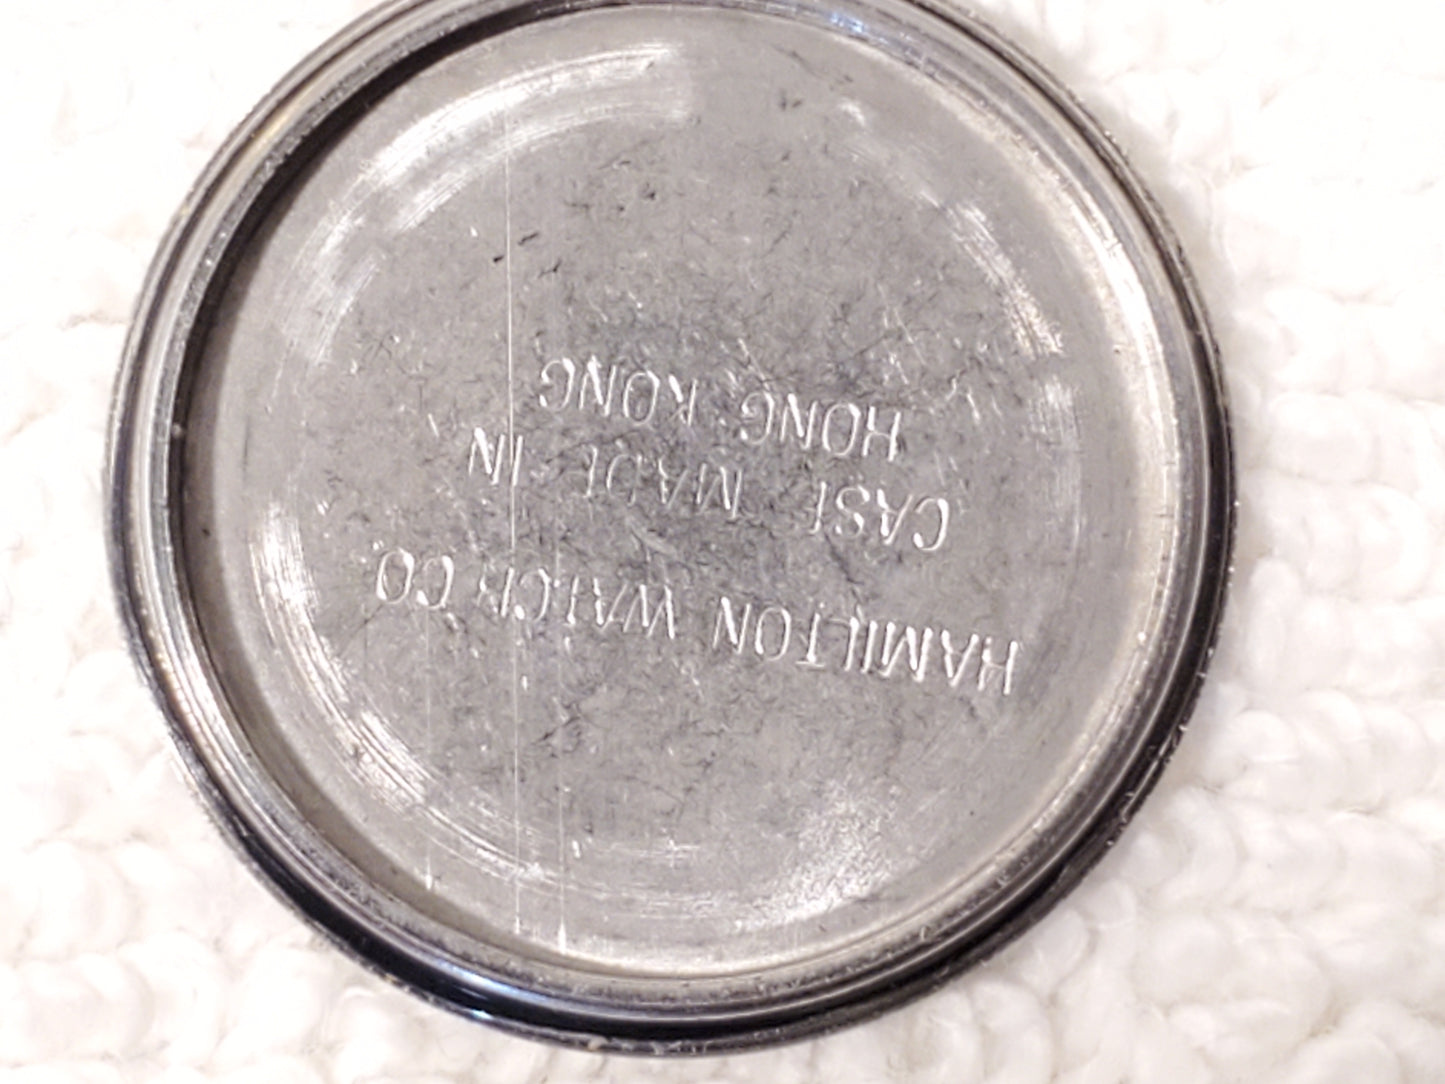 HAMILTON WATCH CO.
CASE MADE IN
HONG KONG